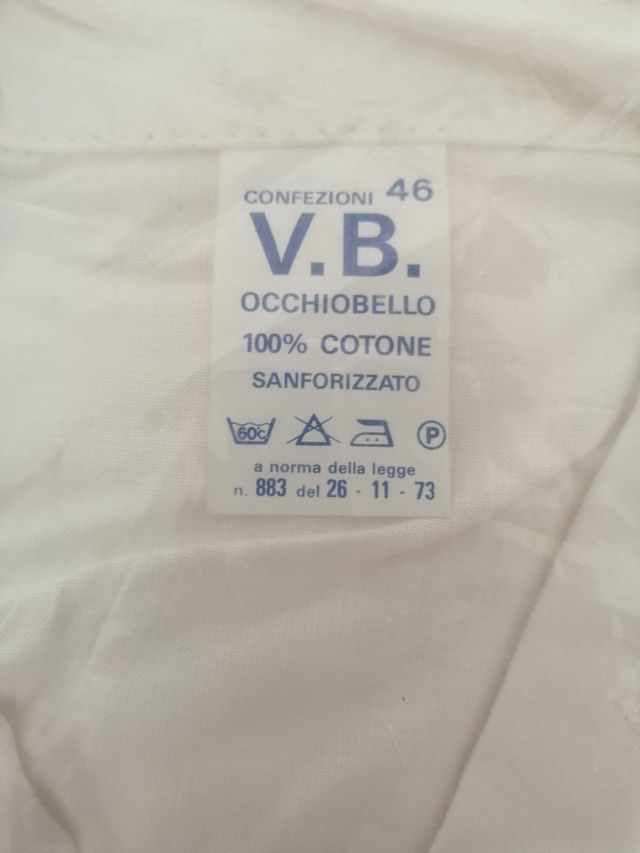 CONFEZIONI 46
V.B.
OCCHIOBELLO
100% COTONE
SANFORIZZATO
60°C P
a norma della legge
n. 883 del 26 - 11 - 73